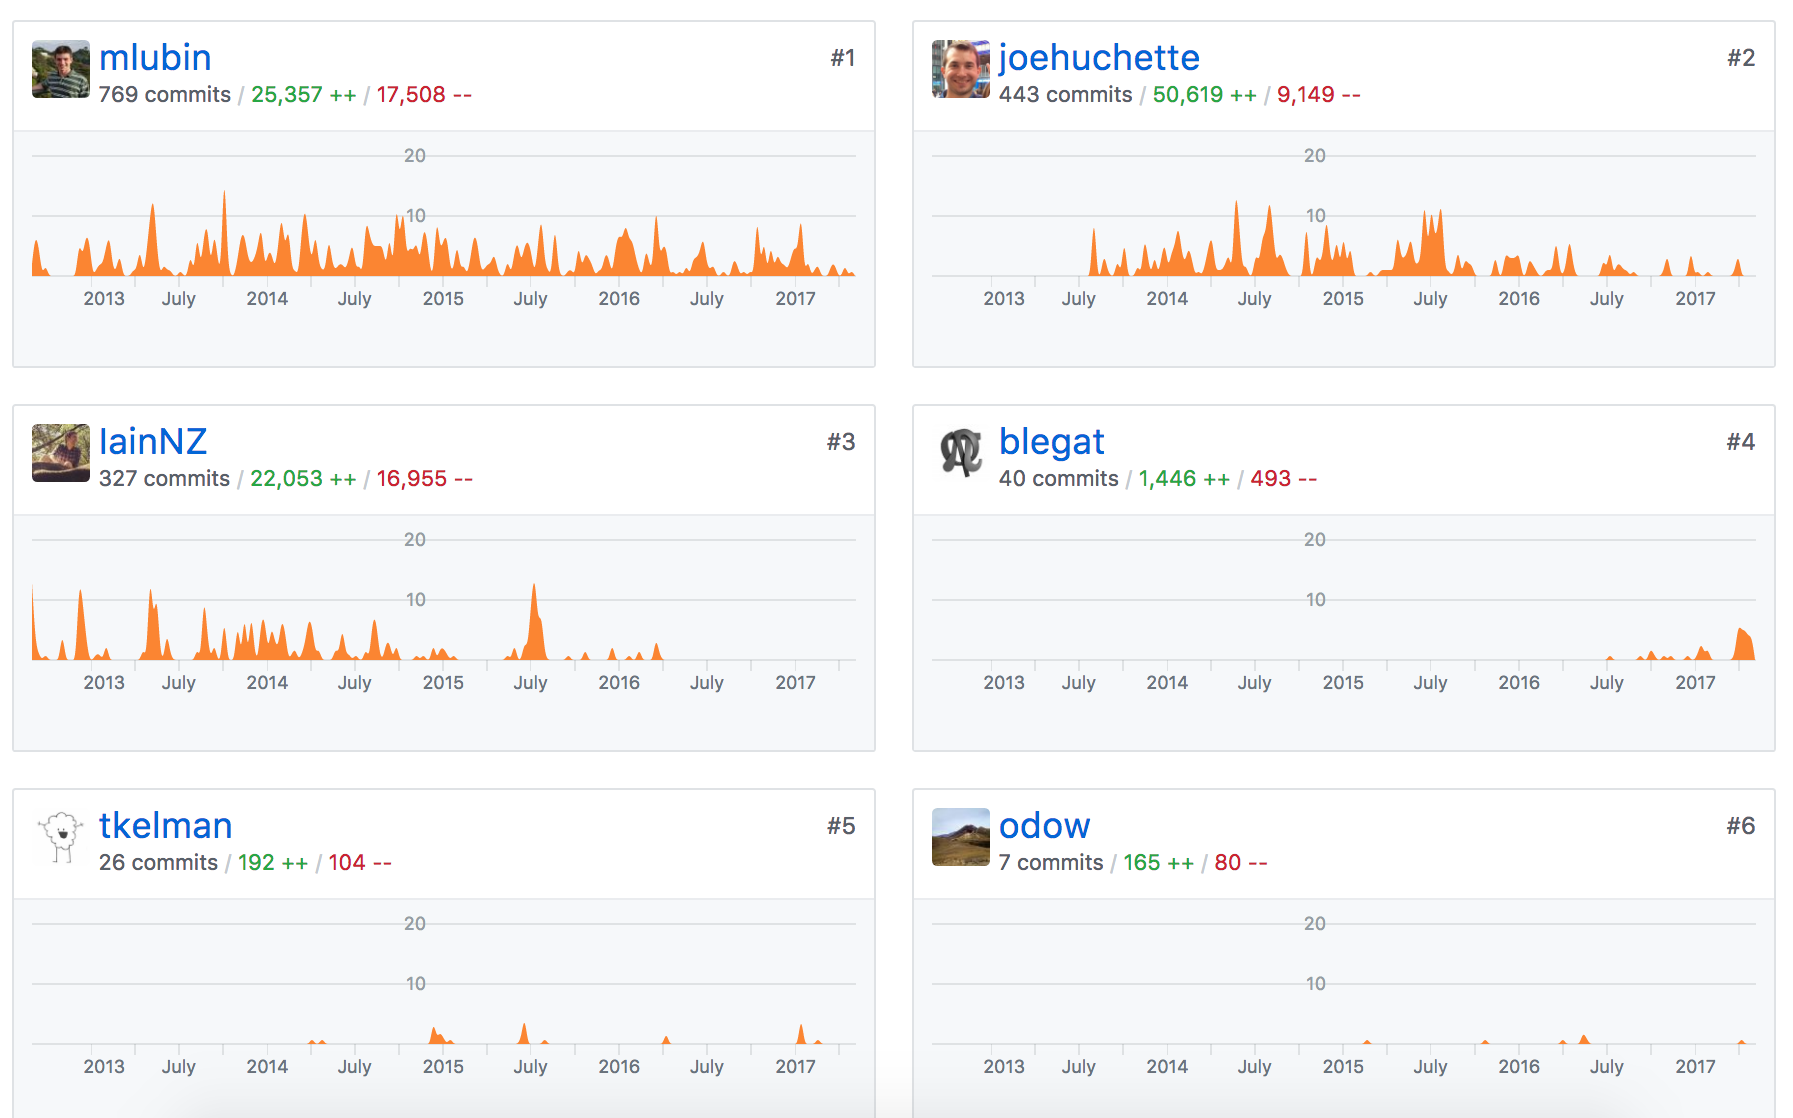 mlubin
#1
769 commits / 25,357 ++ / 17,508 --
20
10
2013 July 2014 July 2015 July 2016 July 2017
joehuchette
#2
443 commits / 50,619 ++ / 9,149 --
20
10
2013 July 2014 July 2015 July 2016 July 2017
IainNZ
#3
327 commits / 22,053 ++ / 16,955 --
20
10
2013 July 2014 July 2015 July 2016 July 2017
blegat
#4
40 commits / 1,446 ++ / 493 --
20
10
2013 July 2014 July 2015 July 2016 July 2017
tkelman
#5
26 commits / 192 ++ / 104 --
20
10
2013 July 2014 July 2015 July 2016 July 2017
odow
#6
7 commits / 165 ++ / 80 --
20
10
2013 July 2014 July 2015 July 2016 July 2017